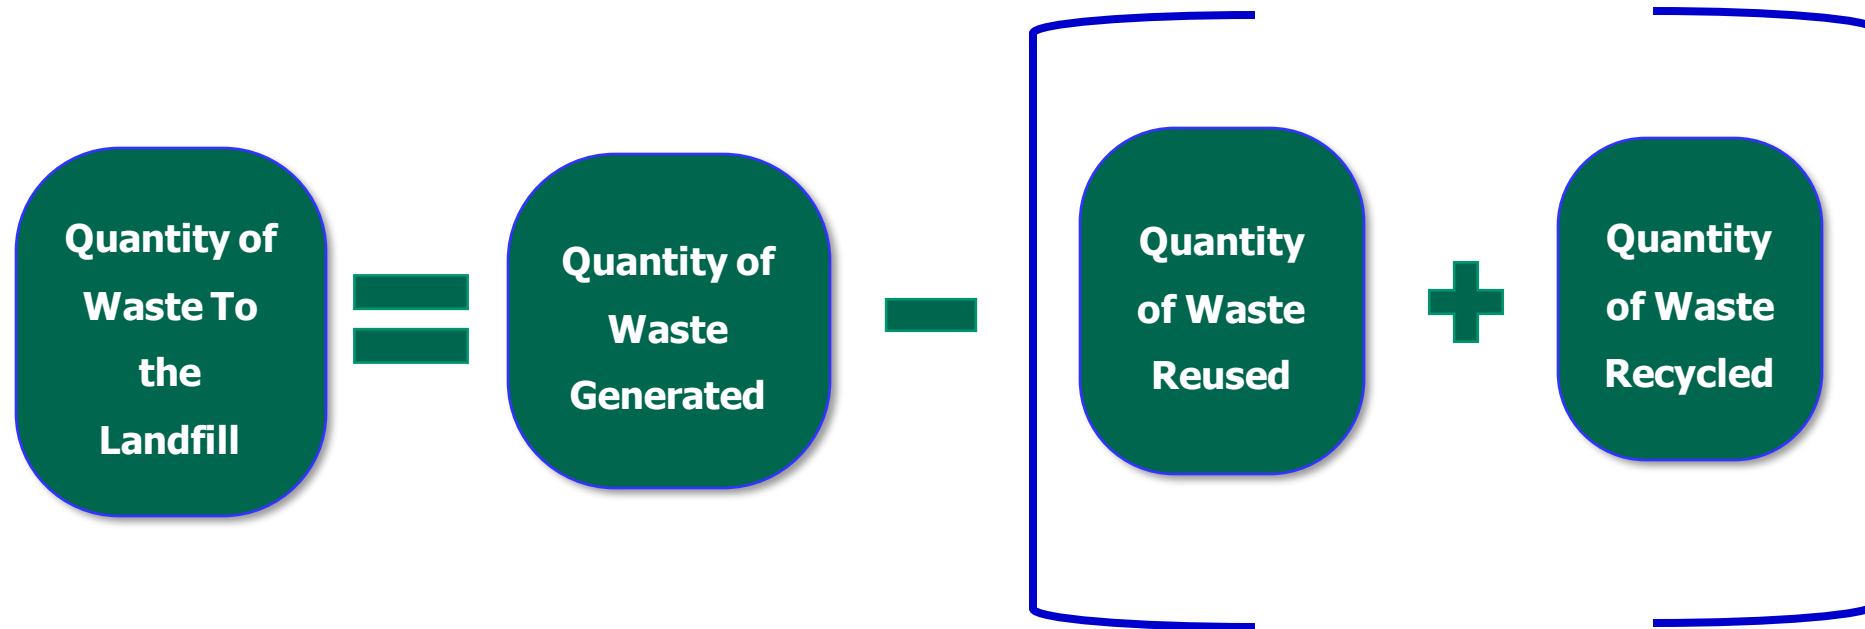 Quantity of
Waste To
the
Landfill
Quantity of
Waste
Generated
Quantity
of Waste
Reused
Quantity
of Waste
Recycled